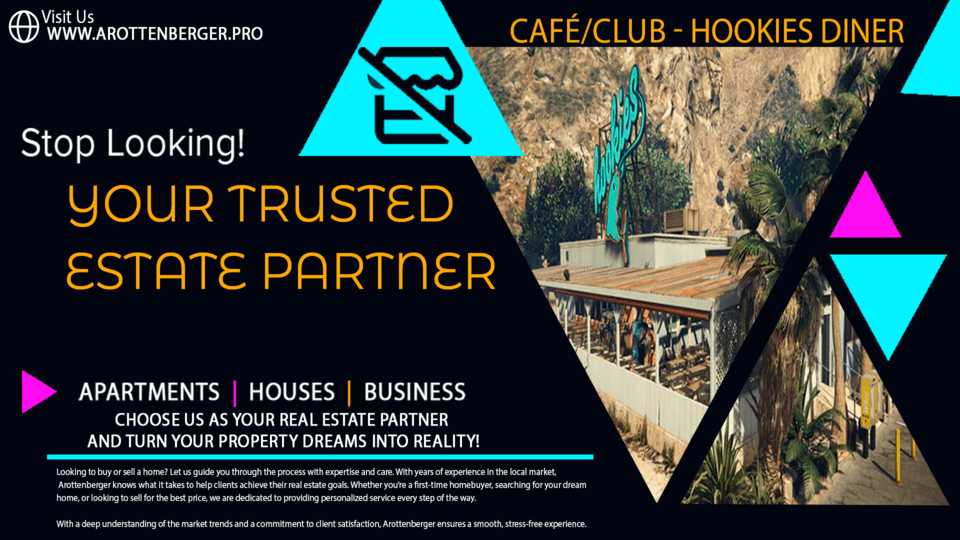 Visit Us
WWW.AROTTENBERGER.PRO
CAFÉ/CLUB - HOOKIES DINER
hookies
Stop Looking!
YOUR TRUSTED
ESTATE PARTNER
APARTMENTS | HOUSES | BUSINESS
CHOOSE US AS YOUR REAL ESTATE PARTNER
AND TURN YOUR PROPERTY DREAMS INTO REALITY!
Looking to buy or sell a home? Let us guide you through the process with expertise and care. With years of experience in the local market,
Arottenberger knows what it takes to help clients achieve their real estate goals. Whether you're a first-time homebuyer, searching for your dream
home, or looking to sell for the best price, we are dedicated to providing personalized service every step of the way.
With a deep understanding of the market trends and a commitment to client satisfaction, Arottenberger ensures a smooth, stress-free experience.